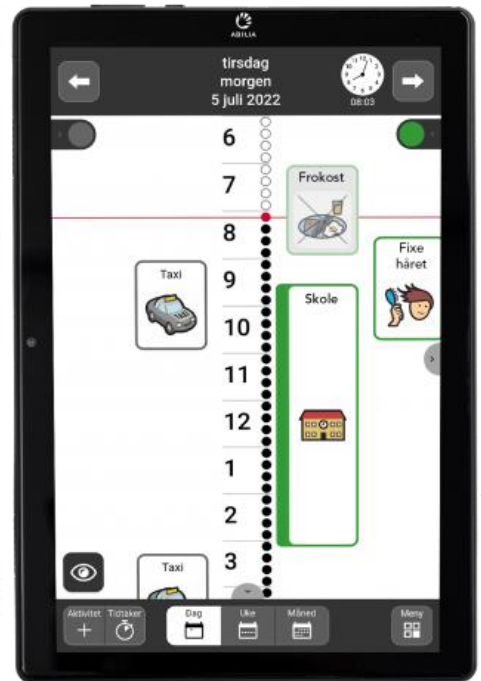 ABILIA
tirsdag
morgen
5 juli 2022
08:03
6
7
8
9
10
11
12
1
2
3
Frokost
Fixe
håret
Taxi
Skole
Taxi
Aktivitet
Tidtaker
Dag
Uke
Måned
Meny